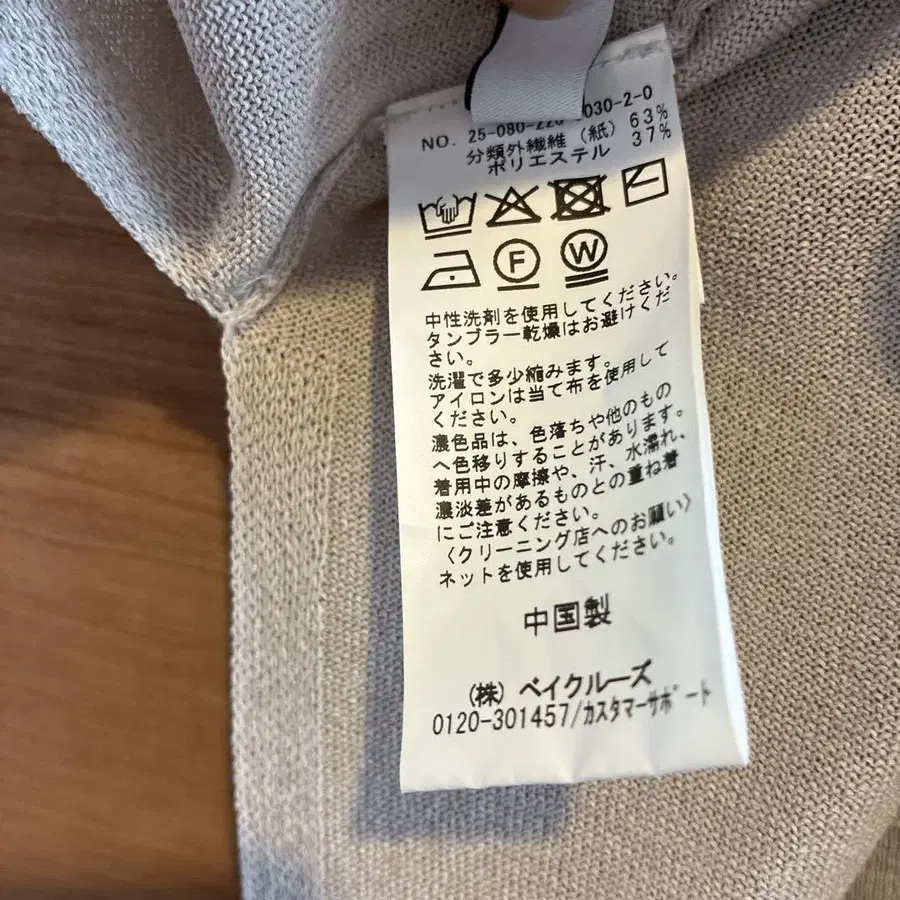 NO. 25-080-220- 030-2-0
分類外繊維（紙）63%
ポリエステル 37%
F
W
中性洗剤を使用してください。
タンブラー乾燥はお避けくだ
さい。
洗濯で多少縮みます。
アイロンは当て布を使用して
ください。
濃色品は、色落ちや他のもの
へ色移りすることがあります。
着用中の摩擦や、汗、水濡れ、
濃淡差があるものとの重ね着
にご注意ください。
〈クリーニング店へのお願い〉
ネットを使用してください。
中国製
(株) ベイクルーズ
0120-301457/ｶｽﾀﾏｰｻﾎﾟｰﾄ